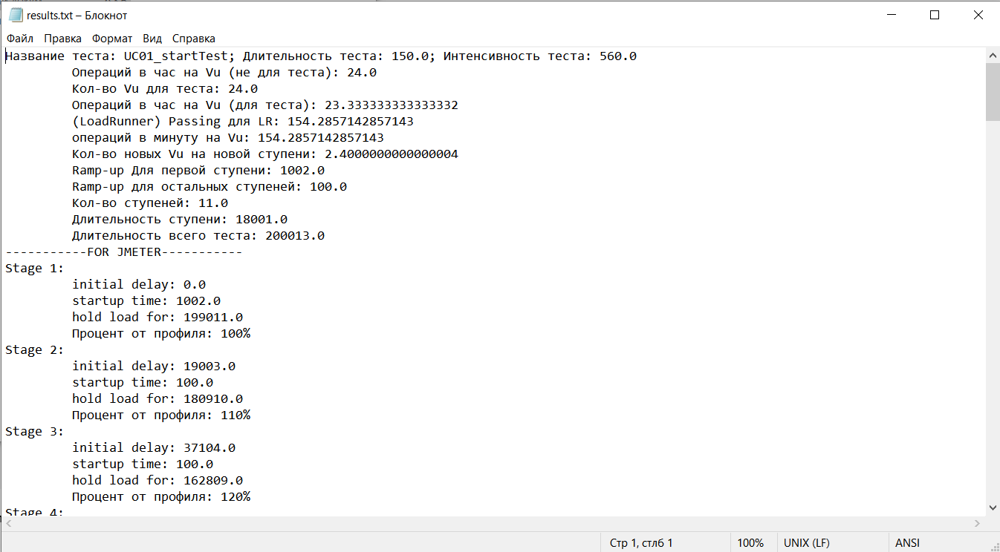 results.txt – Блокнот
Файл Правка Формат Вид Справка
Название теста: UC01_startTest; Длительность теста: 150.0; Интенсивность теста: 560.0
Операций в час на Vu (не для теста): 24.0
Кол-во Vu для теста: 24.0
Операций в час на Vu (для теста): 23.333333333333332
(LoadRunner) Passing для LR: 154.2857142857143
операций в минуту на Vu: 154.2857142857143
Кол-во новых Vu на новой ступени: 2.4000000000000004
Ramp-up Для первой ступени: 1002.0
Ramp-up для остальных ступеней: 100.0
Кол-во ступеней: 11.0
Длительность ступени: 18001.0
Длительность всего теста: 200013.0
-----------FOR JMETER-----------
Stage 1:
initial delay: 0.0
startup time: 1002.0
hold load for: 199011.0
Процент от профиля: 100%
Stage 2:
initial delay: 19003.0
startup time: 100.0
hold load for: 180910.0
Процент от профиля: 110%
Stage 3:
initial delay: 37104.0
startup time: 100.0
hold load for: 162809.0
Процент от профиля: 120%
Stage 4:
Стр 1, стлб 1 100% UNIX (LF) ANSI